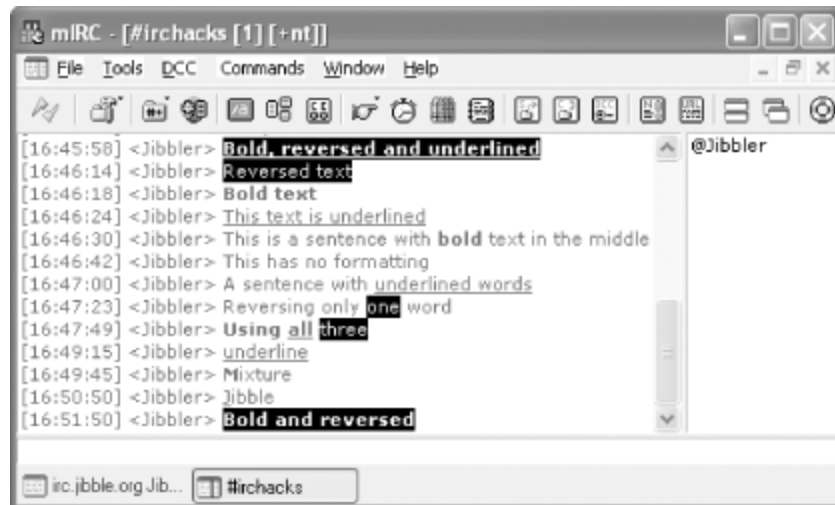 mIRC - [#irchacks [1] [+nt]]
File Tools DCC Commands Window Help
[16:45:58] <Jibbler> Bold, reversed and underlined
@Jibbler
[16:46:14] <Jibbler> Reversed text
[16:46:18] <Jibbler> Bold text
[16:46:24] <Jibbler> This text is underlined
[16:46:30] <Jibbler> This is a sentence with bold text in the middle
[16:46:42] <Jibbler> This has no formatting
[16:47:00] <Jibbler> A sentence with underlined words
[16:47:23] <Jibbler> Reversing only one word
[16:47:49] <Jibbler> Using all three
[16:49:15] <Jibbler> underline
[16:49:45] <Jibbler> Mixture
[16:50:50] <Jibbler> Jibble
[16:51:50] <Jibbler> Bold and reversed
irc.jibble.org Jib... #irchacks